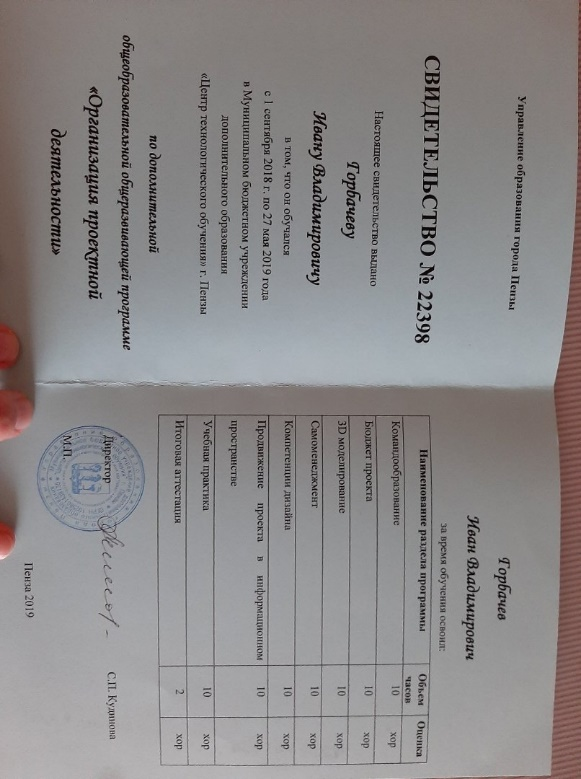 Управление образования города Пензы
СВИДЕТЕЛЬСТВО № 22398
Настоящее свидетельство выдано
Горбачеву
Ивану Владимировичу
в том, что он обучался
с 1 сентября 2018 г. по 27 мая 2019 года
в Муниципальном бюджетном учреждении
дополнительного образования
«Центр технологического обучения» г. Пензы
по дополнительной
общеобразовательной общеразвивающей программе
«Организация проектной
деятельности»
Горбачев
Иван Владимирович
за время обучения освоил:
Наименование раздела программы Объем часов Оценка
Командообразование 10 хор
Бюджет проекта 10 хор
3D моделирование 10 хор
Самоменеджмент 10 хор
Компетенции дизайна 10 хор
Продвижение проекта в информационном 10 хор
пространстве
Учебная практика 10 хор
Итоговая аттестация 2 хор
Директор С.П. Кудинова
М.П.
Пенза 2019